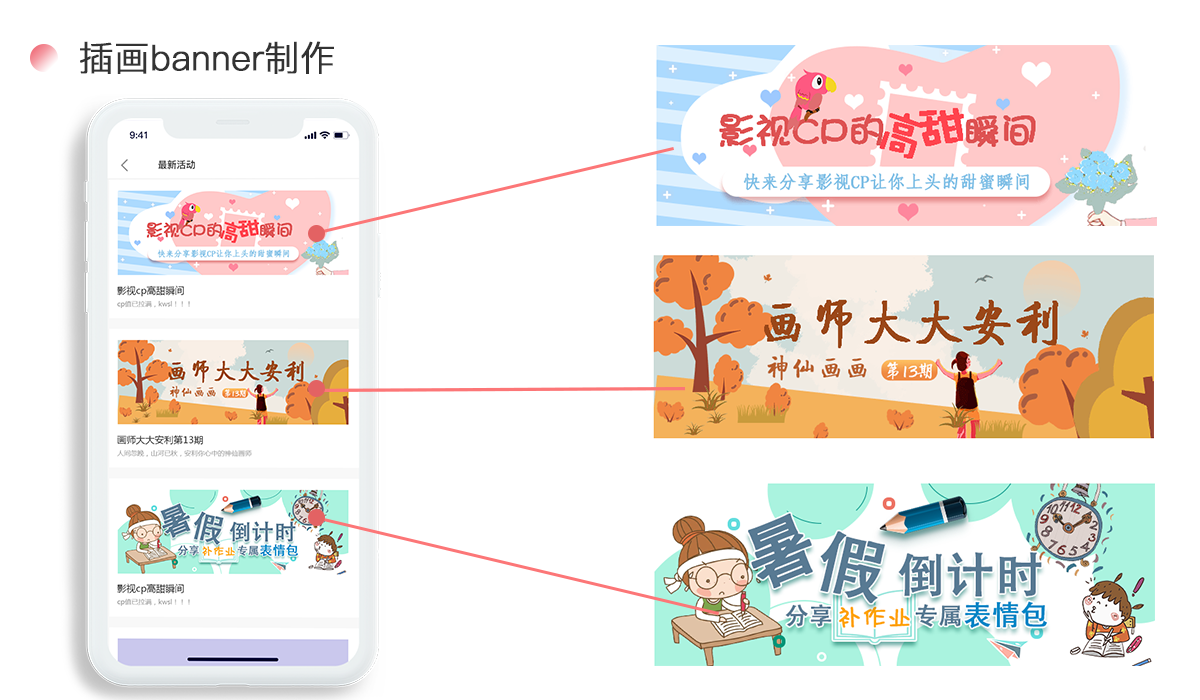 插画banner制作
9:41
最新活动
影视CP的高甜瞬间
快来分享影视CP让你上头的甜蜜瞬间
影视cp高甜瞬间
cp值已拉满，kwsl！！！
画师大大安利
神仙画画 第13期
画师大大安利第13期
人间忽晚，山河已秋，安利你心中的神仙画师
暑假倒计时
分享补作业专属表情包
影视cp高甜瞬间
cp值已拉满，kwsl！！！
影视CP的高甜瞬间
快来分享影视CP让你上头的甜蜜瞬间
画师大大安利
神仙画画 第13期
暑假倒计时
分享补作业专属表情包